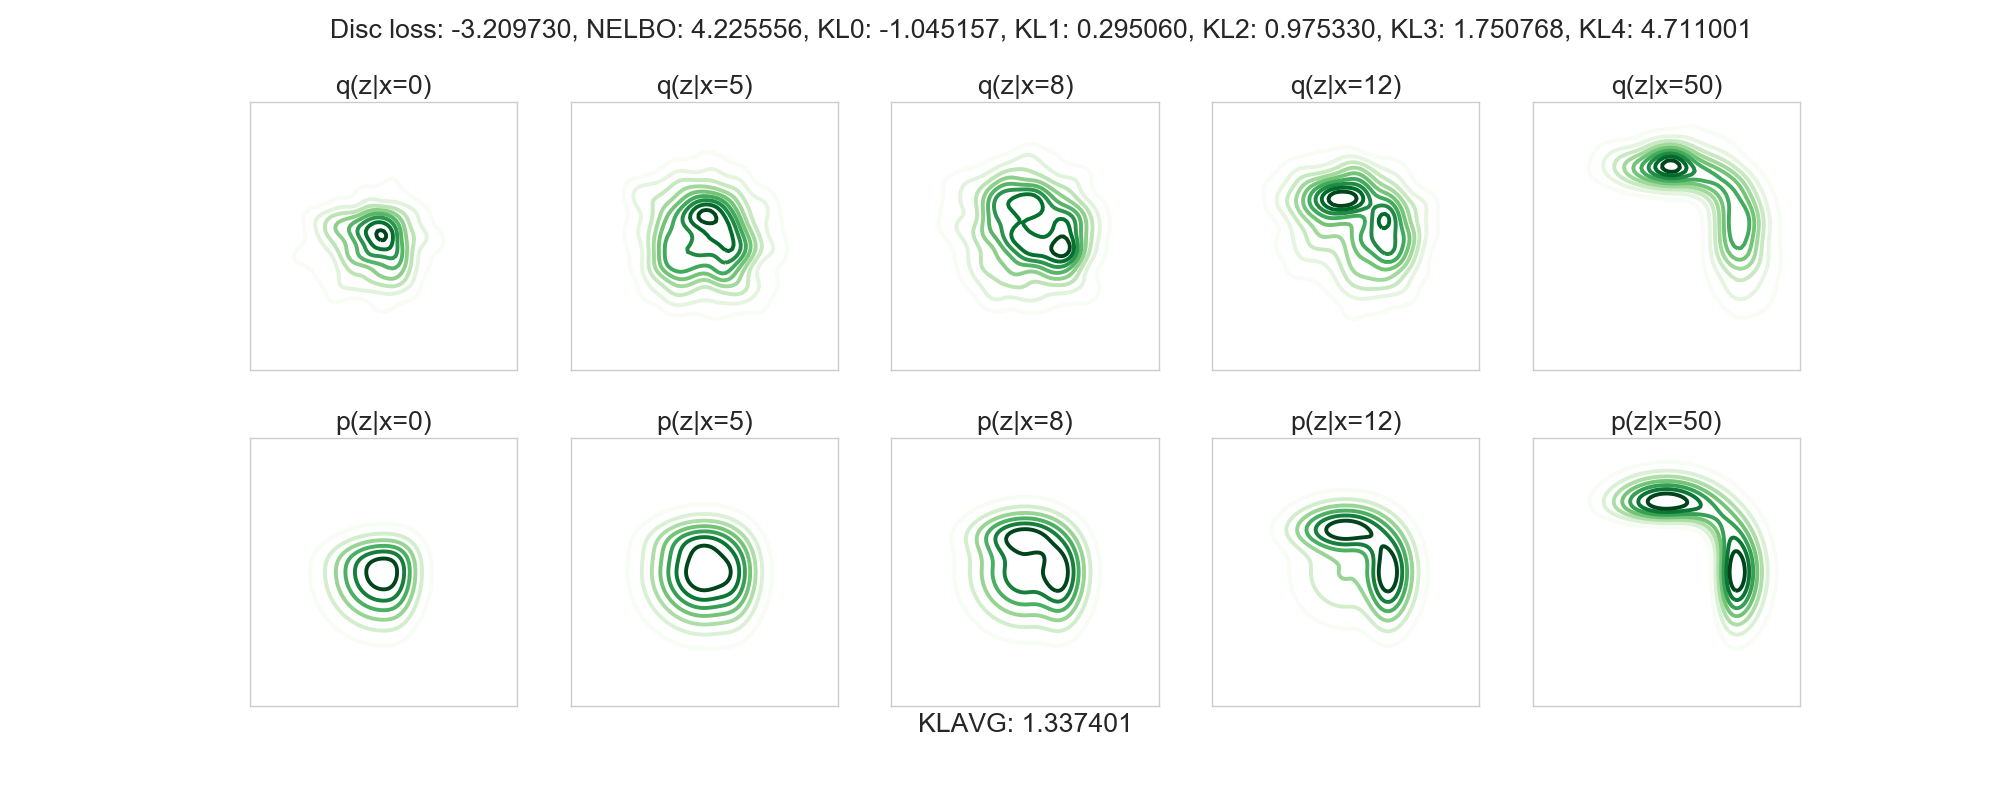 Disc loss: -3.209730, NELBO: 4.225556, KL0: -1.045157, KL1: 0.295060, KL2: 0.975330, KL3: 1.750768, KL4: 4.711001
q(z|x=0) q(z|x=5) q(z|x=8) q(z|x=12) q(z|x=50)
p(z|x=0) p(z|x=5) p(z|x=8) p(z|x=12) p(z|x=50)
KLAVG: 1.337401